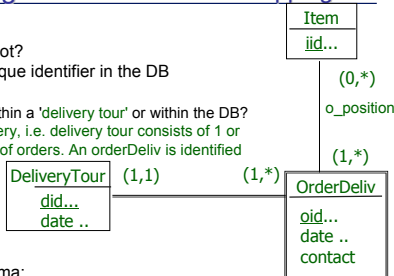 Item
iid...
ot?
que identifier in the DB
(0,*)
o_position
thin a 'delivery tour' or within the DB?
ery, i.e. delivery tour consists of 1 or
of orders. An orderDeliv is identified
(1,*)
DeliveryTour
(1,1)
(1,*)
OrderDeliv
did...
date ..
oid...
date ..
contact
ma: